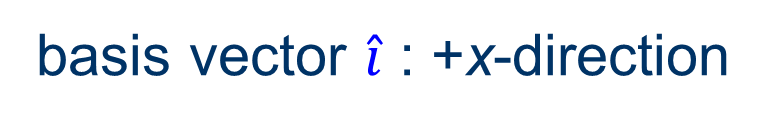 basis vector î : +x-direction